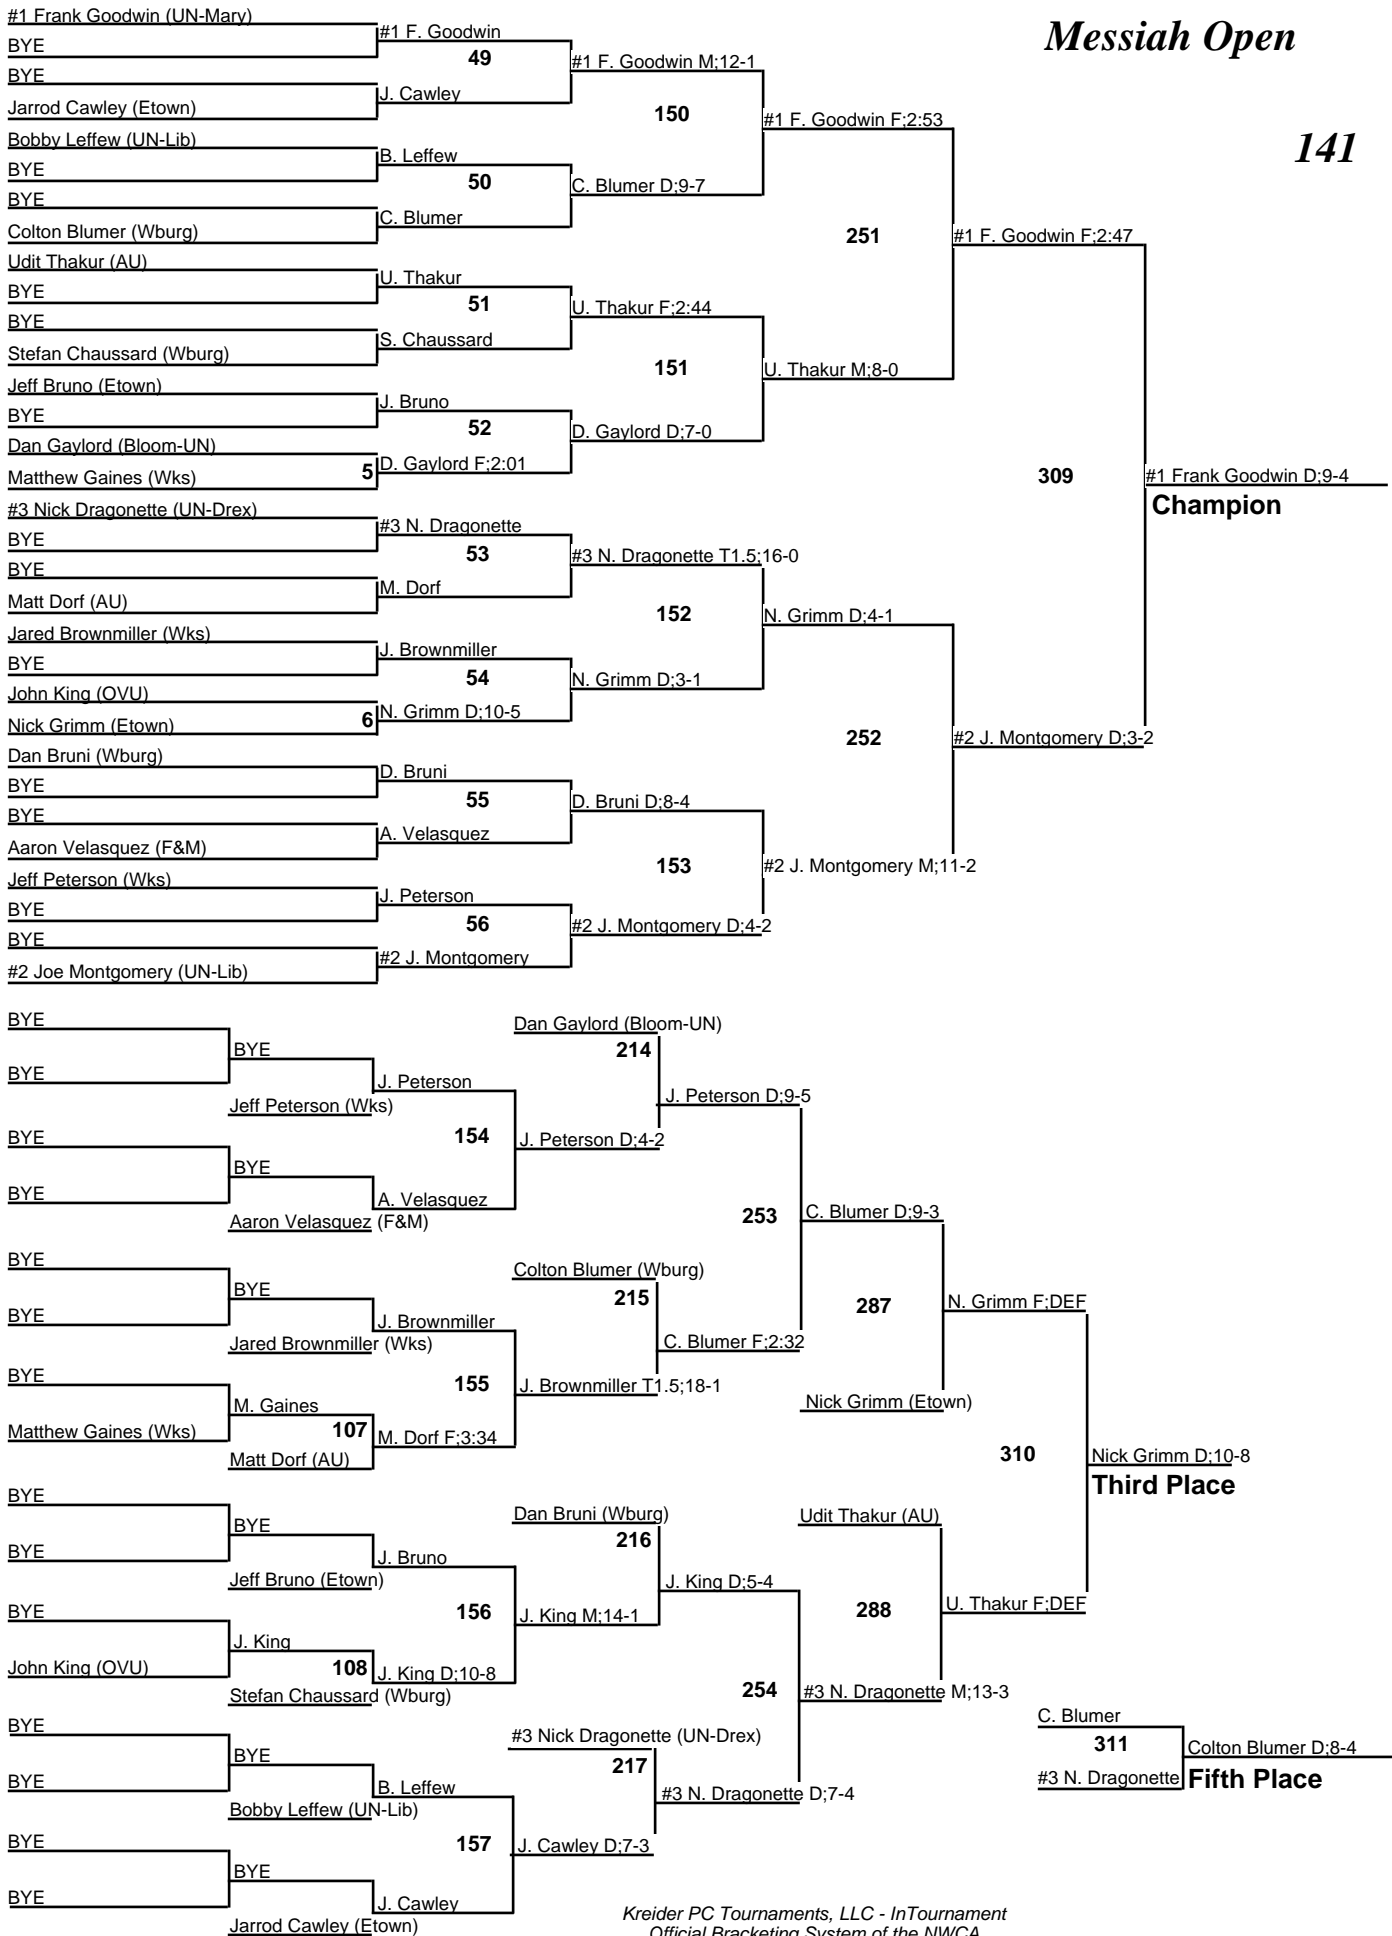 Messiah Open
141
#1 Frank Goodwin (UN-Mary)
BYE
BYE
Jarrod Cawley (Etown)
Bobby Leffew (UN-Lib)
BYE
BYE
Colton Blumer (Wburg)
Udit Thakur (AU)
BYE
BYE
Stefan Chaussard (Wburg)
Jeff Bruno (Etown)
BYE
Dan Gaylord (Bloom-UN)
Matthew Gaines (Wks)
5
#3 Nick Dragonette (UN-Drex)
BYE
BYE
Matt Dorf (AU)
Jared Brownmiller (Wks)
BYE
John King (OVU)
Nick Grimm (Etown)
6
Dan Bruni (Wburg)
BYE
BYE
Aaron Velasquez (F&M)
Jeff Peterson (Wks)
BYE
BYE
#2 Joe Montgomery (UN-Lib)
#1 F. Goodwin
49
J. Cawley
B. Leffew
50
C. Blumer
U. Thakur
51
S. Chaussard
J. Bruno
52
D. Gaylord F;2:01
#3 N. Dragonette
53
M. Dorf
J. Brownmiller
54
N. Grimm D;10-5
D. Bruni
55
A. Velasquez
J. Peterson
56
#2 J. Montgomery
#1 F. Goodwin M;12-1
150
C. Blumer D;9-7
U. Thakur F;2:44
151
D. Gaylord D;7-0
#3 N. Dragonette T1.5;16-0
152
N. Grimm D;3-1
D. Bruni D;8-4
153
#2 J. Montgomery D;4-2
#1 F. Goodwin F;2:53
251
U. Thakur M;8-0
N. Grimm D;4-1
252
#2 J. Montgomery M;11-2
#1 F. Goodwin F;2:47
309
#2 J. Montgomery D;3-2
#1 Frank Goodwin D;9-4
Champion
BYE
BYE
BYE
BYE
BYE
BYE
BYE
Matthew Gaines (Wks)
BYE
BYE
BYE
John King (OVU)
BYE
BYE
BYE
BYE
BYE
Jeff Peterson (Wks)
BYE
Aaron Velasquez (F&M)
BYE
Jared Brownmiller (Wks)
M. Gaines
107
Matt Dorf (AU)
BYE
Jeff Bruno (Etown)
J. King
108
Stefan Chaussard (Wburg)
BYE
Bobby Leffew (UN-Lib)
BYE
Jarrod Cawley (Etown)
J. Peterson
154
A. Velasquez
J. Brownmiller
155
M. Dorf F;3:34
J. Bruno
156
J. King D;10-8
B. Leffew
157
J. Cawley
Dan Gaylord (Bloom-UN)
214
J. Peterson D;4-2
Colton Blumer (Wburg)
215
J. Brownmiller T1.5;18-1
Dan Bruni (Wburg)
216
J. King M;14-1
#3 Nick Dragonette (UN-Drex)
217
J. Cawley D;7-3
J. Peterson D;9-5
253
C. Blumer F;2:32
J. King D;5-4
254
#3 N. Dragonette D;7-4
C. Blumer D;9-3
287
Nick Grimm (Etown)
Udit Thakur (AU)
288
#3 N. Dragonette M;13-3
N. Grimm F;DEF
310
U. Thakur F;DEF
Nick Grimm D;10-8
Third Place
C. Blumer
311
#3 N. Dragonette
Colton Blumer D;8-4
Fifth Place
Kreider PC Tournaments, LLC - InTournament
Official Bracketing System of the NWCA